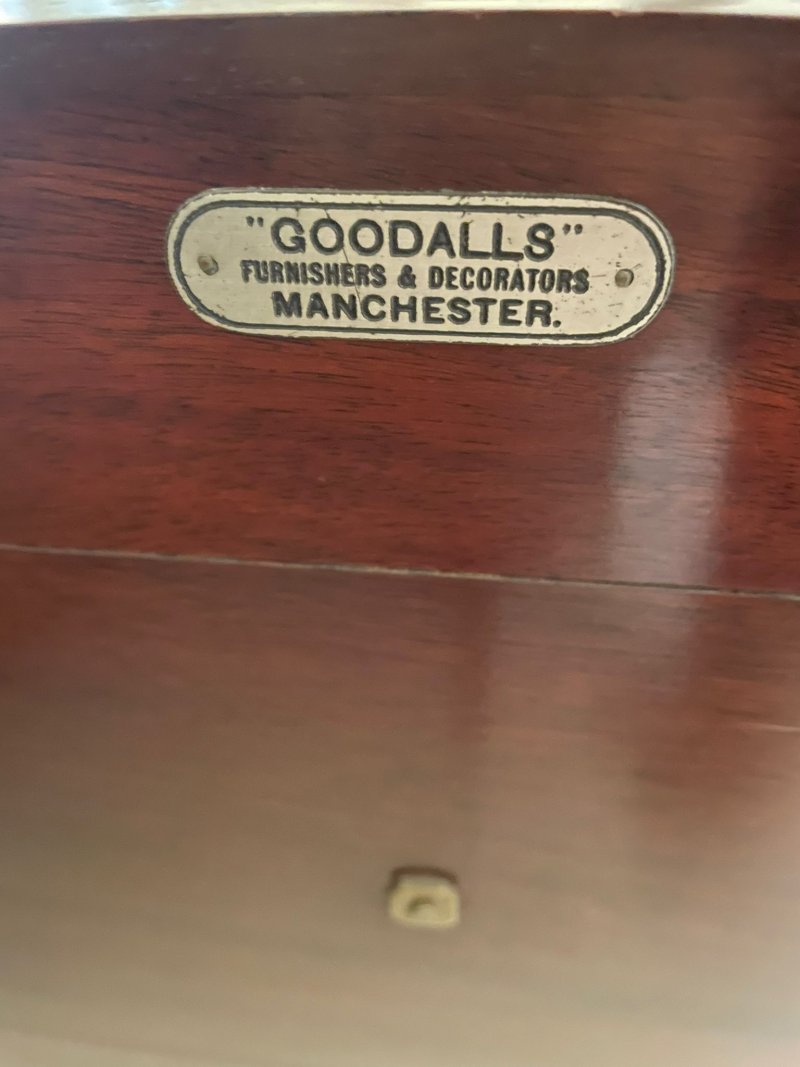 "GOODALLS"
FURNISHERS & DECORATORS
MANCHESTER.